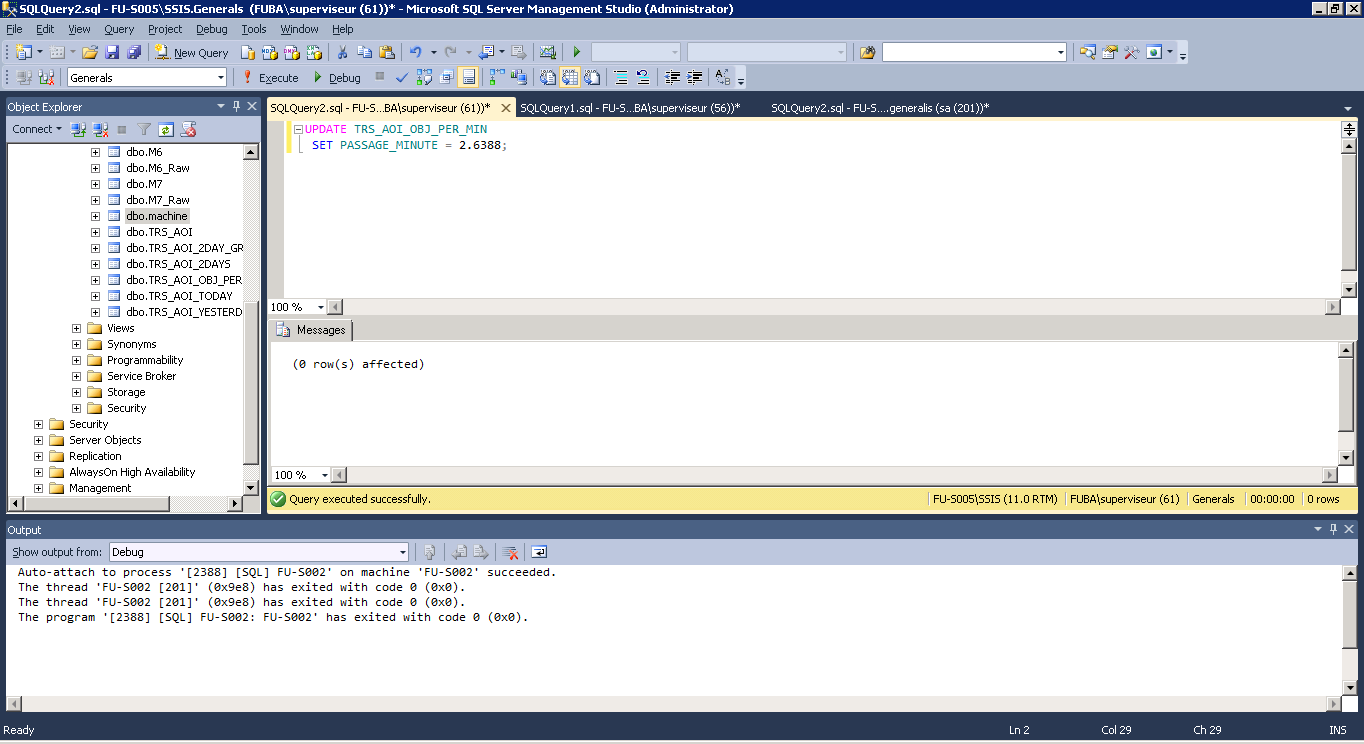 SQLQuery2.sql - FU-S005\SSIS.Generals (FUBA\superviseur (61))* - Microsoft SQL Server Management Studio (Administrator)
File Edit View Query Project Debug Tools Window Help
New Query
Generals Execute Debug
Object Explorer
Connect
dbo.M6
dbo.M6_Raw
dbo.M7
dbo.M7_Raw
dbo.machine
dbo.TRS_AOI
dbo.TRS_AOI_2DAY_GR
dbo.TRS_AOI_2DAYS
dbo.TRS_AOI_OBJ_PER
dbo.TRS_AOI_TODAY
dbo.TRS_AOI_YESTERD
Views
Synonyms
Programmability
Service Broker
Storage
Security
Security
Server Objects
Replication
AlwaysOn High Availability
Management
SQLQuery2.sql - FU-S...BA\superviseur (61))* SQLQuery1.sql - FU-S...BA\superviseur (56))* SQLQuery2.sql - FU-S....generalis (sa (201))*
UPDATE TRS_AOI_OBJ_PER_MIN
SET PASSAGE_MINUTE = 2.6388;
100 %
Messages
(0 row(s) affected)
100 %
Query executed successfully. FU-S005\SSIS (11.0 RTM) FUBA\superviseur (61) Generals 00:00:00 0 rows
Output
Show output from: Debug
Auto-attach to process '[2388] [SQL] FU-S002' on machine 'FU-S002' succeeded.
The thread 'FU-S002 [201]' (0x9e8) has exited with code 0 (0x0).
The thread 'FU-S002 [201]' (0x9e8) has exited with code 0 (0x0).
The program '[2388] [SQL] FU-S002: FU-S002' has exited with code 0 (0x0).
Ready Ln 2 Col 29 Ch 29 INS